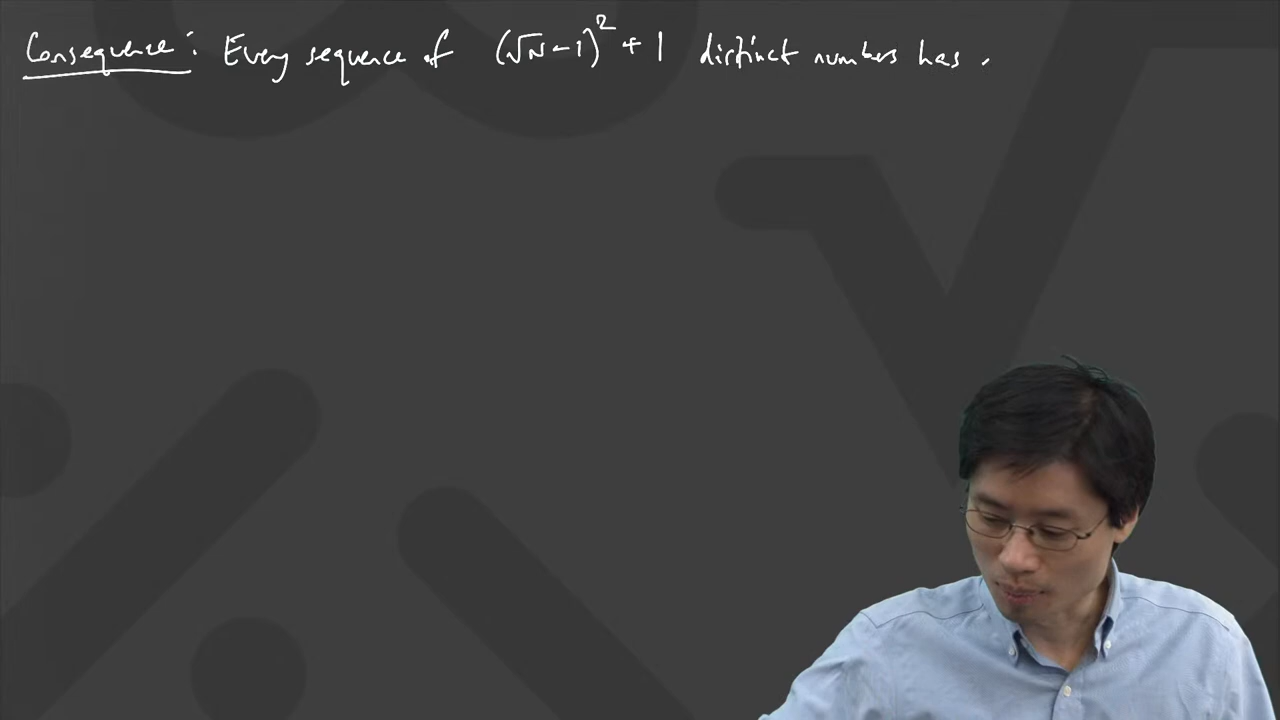 Consequence: Every sequence of (√N-1)² + 1 distinct numbers has